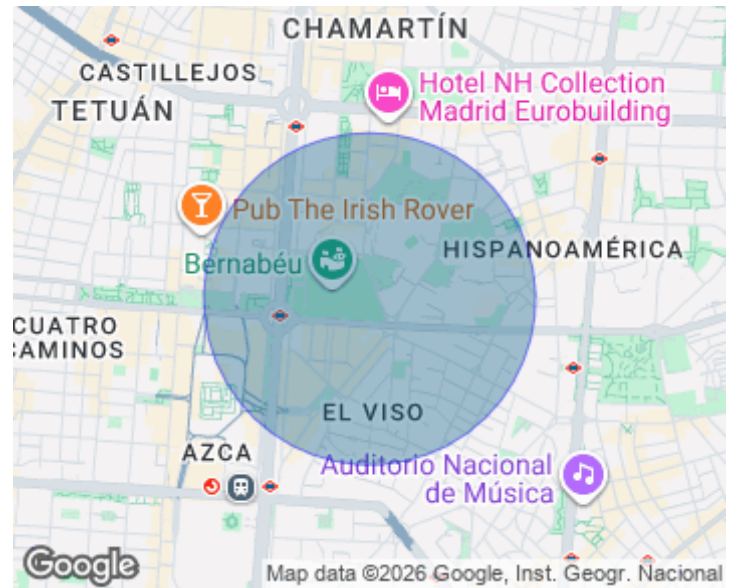 CHAMARTÍN
CASTILLEJOS
TETUÁN
Hotel NH Collection
Madrid Eurobuilding
Pub The Irish Rover
Bernabéu
HISPANOAMÉRICA
CUATRO
CAMINOS
EL VISO
AZCA
Auditorio Nacional
de Música
Google
Map data ©2026 Google, Inst. Geogr. Nacional